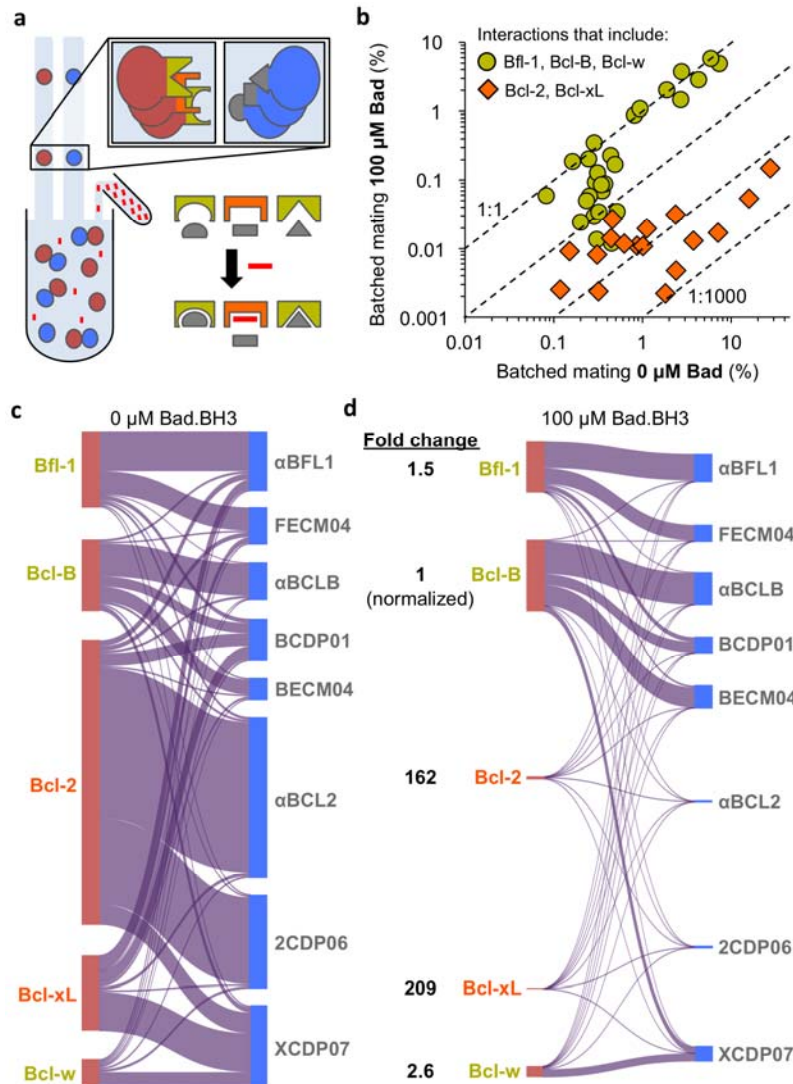 a
b
Interactions that include:
Bfl-1, Bcl-B, Bcl-w
Bcl-2, Bcl-xL
Batched mating 100 µM Bad (%)
10
1
0.1
0.01
0.001
1:1
1:1000
0.01
0.1
1
10
Batched mating 0 µM Bad (%)
c
0 µM Bad.BH3
Bfl-1
Bcl-B
Bcl-2
Bcl-xL
Bcl-w
αBFL1
FECM04
αBCLB
BCDP01
BECM04
αBCL2
2CDP06
XCDP07
d
100 µM Bad.BH3
Fold change
1.5
1
(normalized)
162
209
2.6
Bfl-1
Bcl-B
Bcl-2
Bcl-xL
Bcl-w
αBFL1
FECM04
αBCLB
BCDP01
BECM04
αBCL2
2CDP06
XCDP07